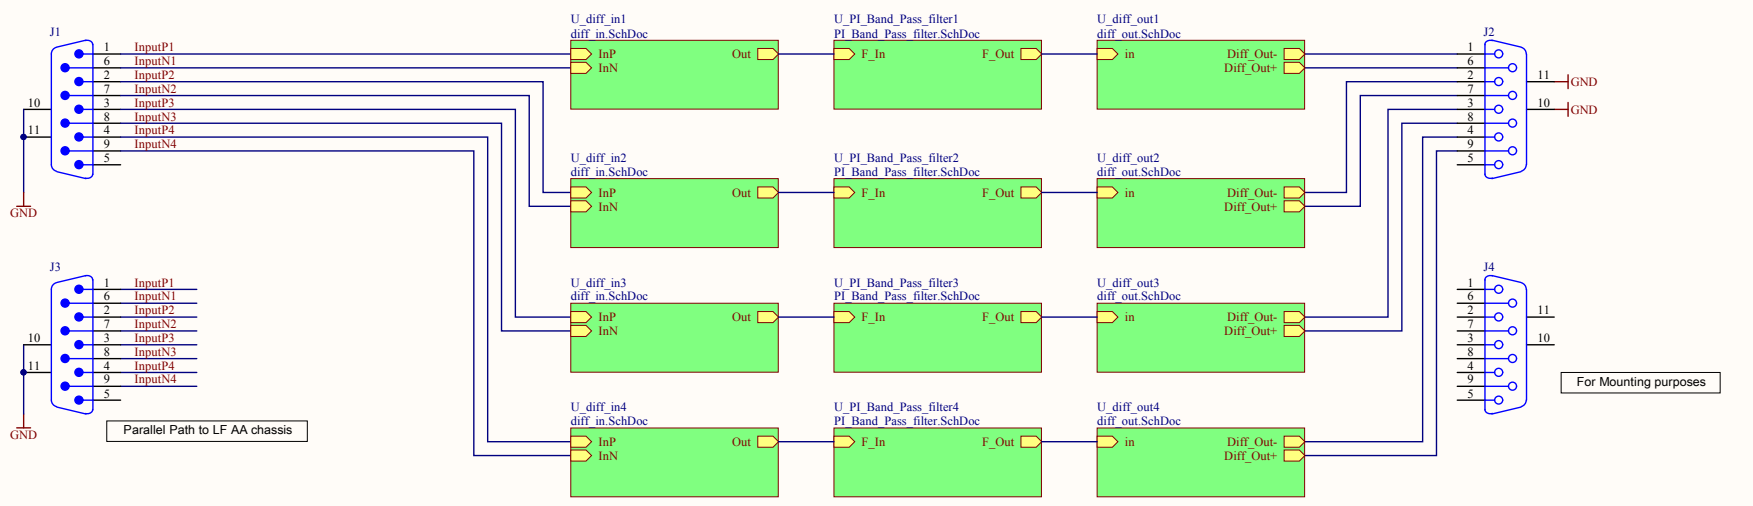 J1
1 InputP1
6 InputN1
2 InputP2
7 InputN2
3 InputP3
8 InputN3
4 InputP4
9 InputN4
5
10
11
GND
U_diff_in1
diff_in.SchDoc
InP Out
InN
U_PI_Band_Pass_filter1
PI_Band_Pass_filter.SchDoc
F_In F_Out
U_diff_out1
diff_out.SchDoc
in Diff_Out-
Diff_Out+
J2
1
6
2
7
3
8
4
9
5
11 GND
10 GND
U_diff_in2
diff_in.SchDoc
InP Out
InN
U_PI_Band_Pass_filter2
PI_Band_Pass_filter.SchDoc
F_In F_Out
U_diff_out2
diff_out.SchDoc
in Diff_Out-
Diff_Out+
J3
1 InputP1
6 InputN1
2 InputP2
7 InputN2
3 InputP3
8 InputN3
4 InputP4
9 InputN4
5
10
11
GND
Parallel Path to LF AA chassis
U_diff_in3
diff_in.SchDoc
InP Out
InN
U_PI_Band_Pass_filter3
PI_Band_Pass_filter.SchDoc
F_In F_Out
U_diff_out3
diff_out.SchDoc
in Diff_Out-
Diff_Out+
J4
1
6
2
7
3
8
4
9
5
11
10
For Mounting purposes
U_diff_in4
diff_in.SchDoc
InP Out
InN
U_PI_Band_Pass_filter4
PI_Band_Pass_filter.SchDoc
F_In F_Out
U_diff_out4
diff_out.SchDoc
in Diff_Out-
Diff_Out+